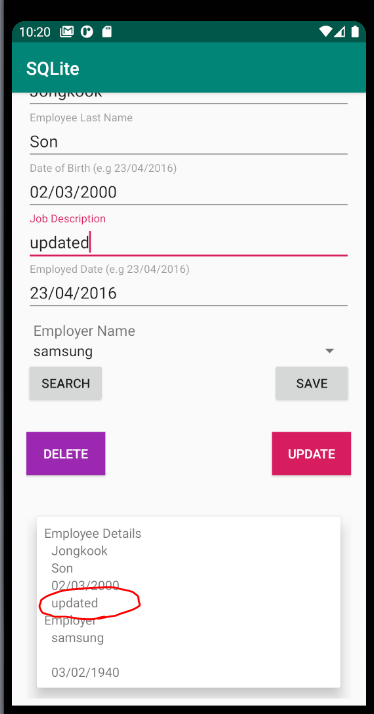 10:20
SQLite
Jongkook
Employee Last Name
Son
Date of Birth (e.g 23/04/2016)
02/03/2000
Job Description
updated
Employed Date (e.g 23/04/2016)
23/04/2016
Employer Name
samsung
SEARCH SAVE
DELETE UPDATE
Employee Details
Jongkook
Son
02/03/2000
updated
Employer
samsung
03/02/1940